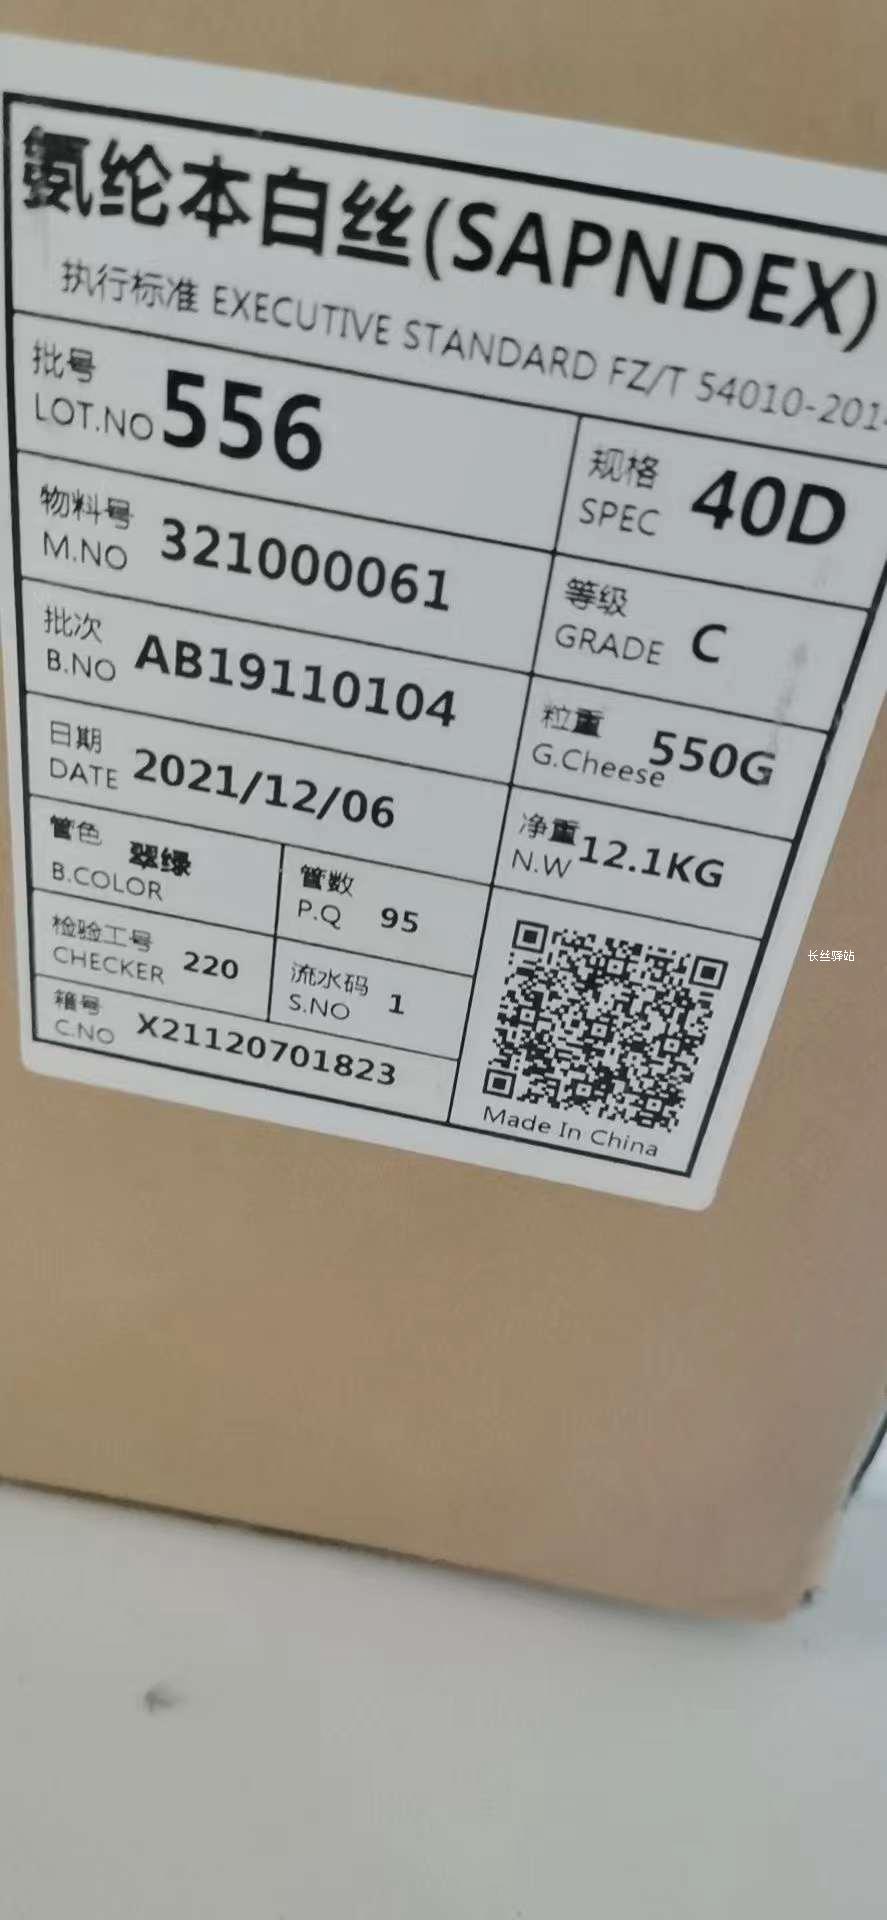 氨纶本白丝(SAPNDEX)
执行标准 EXECUTIVE STANDARD FZ/T 54010-201
批号
LOT.NO 556
规格
SPEC 40D
物料号
M.NO 321000061
等级
GRADE C
批次
B.NO AB19110104
粒重
G.Cheese 550G
日期
DATE 2021/12/06
净重
N.W 12.1KG
管色
B.COLOR 翠绿
管数
P.Q 95
检验工号
CHECKER 220
流水码
S.NO 1
箱号
C.NO X21120701823
Made In China
长丝驿站